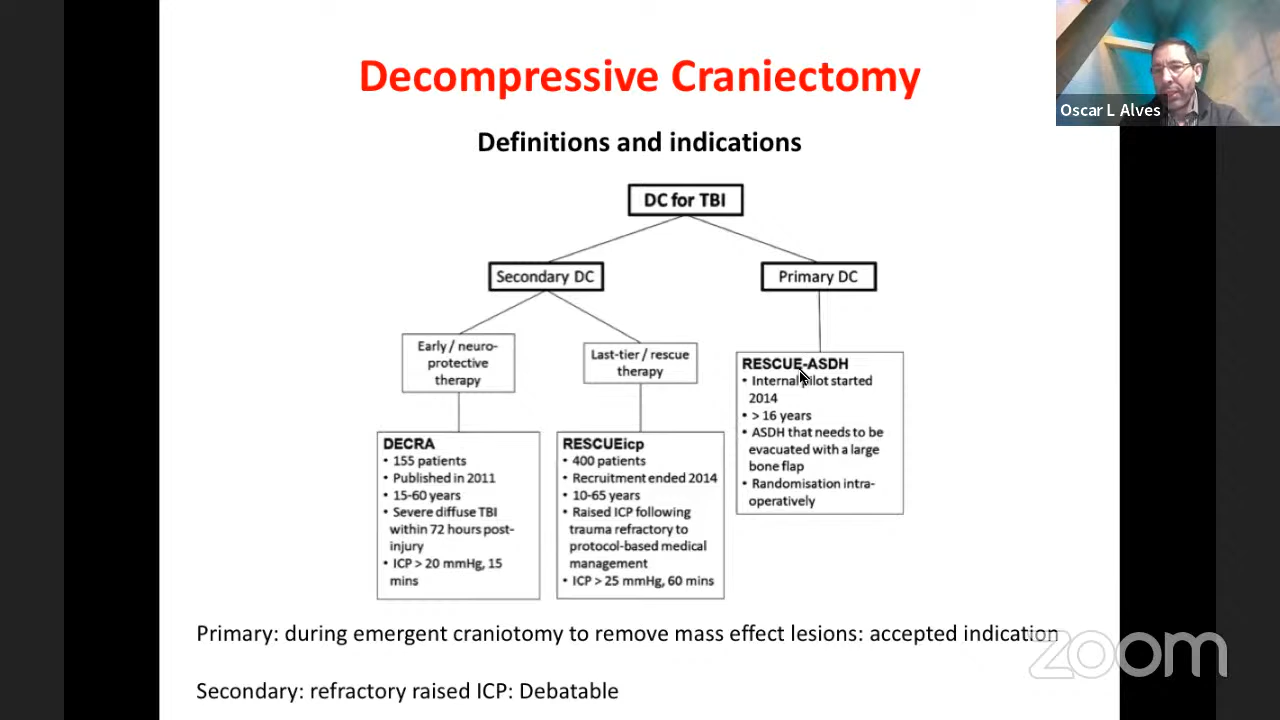 Decompressive Craniectomy
Oscar L Alves
Definitions and indications
DC for TBI
Secondary DC
Primary DC
Early / neuro-
protective
therapy
Last-tier / rescue
therapy
RESCUE-ASDH
• Internal pilot started
2014
• > 16 years
• ASDH that needs to be
evacuated with a large
bone flap
• Randomisation intra-
operatively
DECRA
• 155 patients
• Published in 2011
• 15-60 years
• Severe diffuse TBI
within 72 hours post-
injury
• ICP > 20 mmHg, 15
mins
RESCUEicp
• 400 patients
• Recruitment ended 2014
• 10-65 years
• Raised ICP following
trauma refractory to
protocol-based medical
management
• ICP > 25 mmHg, 60 mins
Primary: during emergent craniotomy to remove mass effect lesions: accepted indication
zoom
Secondary: refractory raised ICP: Debatable